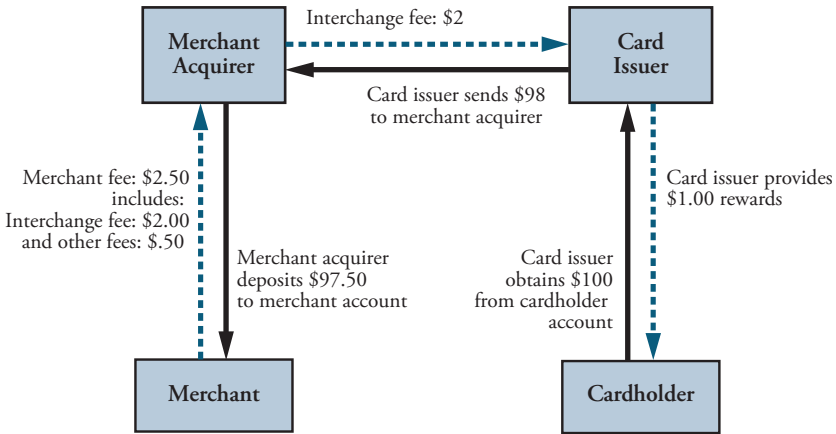 Interchange fee: $2
Merchant
Acquirer
Card
Issuer
Card issuer sends $98
to merchant acquirer
Merchant fee: $2.50
includes:
Interchange fee: $2.00
and other fees: $.50
Merchant acquirer
deposits $97.50
to merchant account
Card issuer
obtains $100
from cardholder
account
Card issuer provides
$1.00 rewards
Merchant
Cardholder